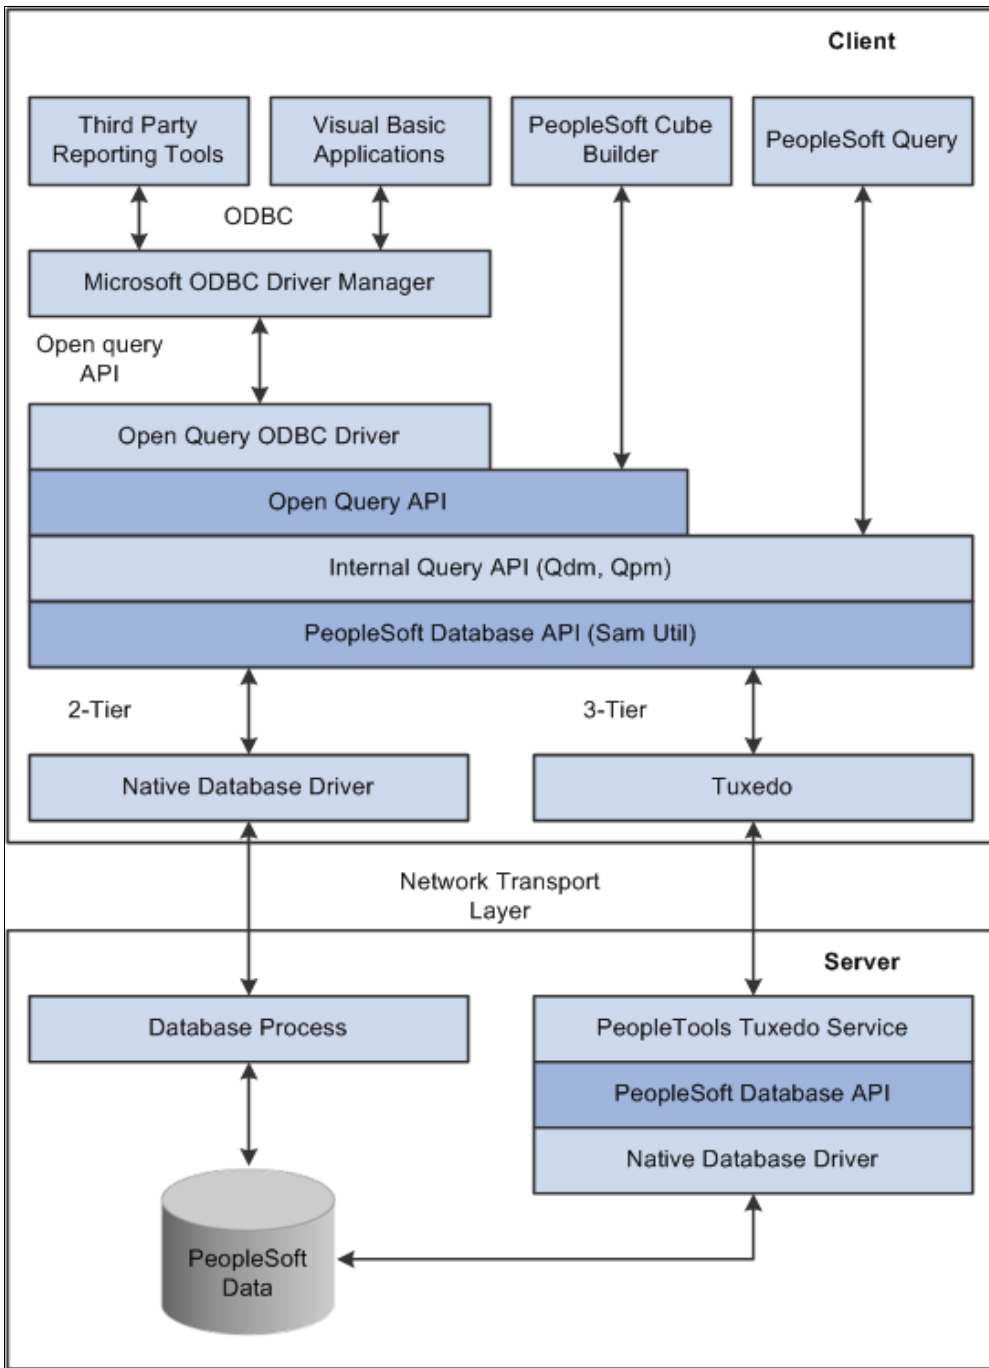 Client
Third Party
Reporting Tools
Visual Basic
Applications
PeopleSoft Cube
Builder
PeopleSoft Query
ODBC
Microsoft ODBC Driver Manager
Open query
API
Open Query ODBC Driver
Open Query API
Internal Query API (Qdm, Qpm)
PeopleSoft Database API (Sam Util)
2-Tier
3-Tier
Native Database Driver
Tuxedo
Network Transport
Layer
Server
Database Process
PeopleTools Tuxedo Service
PeopleSoft Database API
Native Database Driver
PeopleSoft
Data